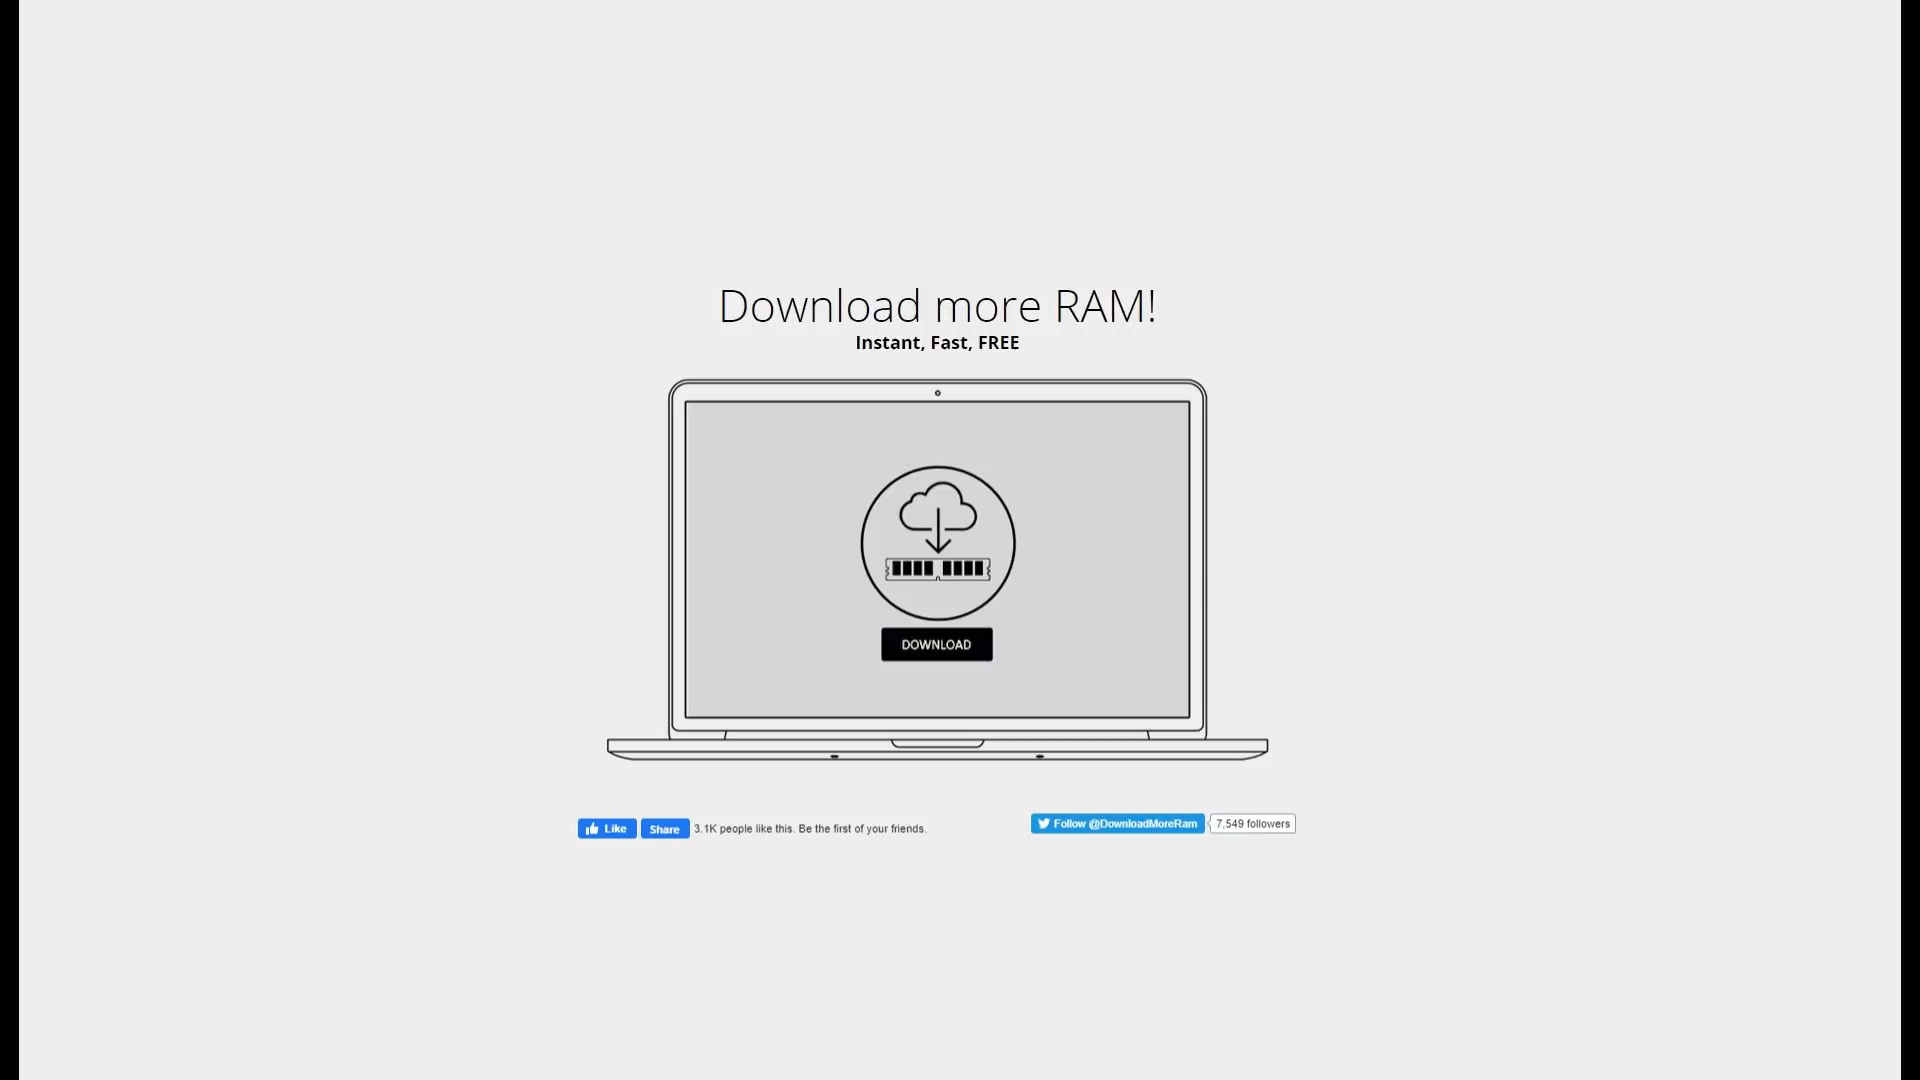 Download more RAM!
Instant, Fast, FREE
DOWNLOAD
Like Share 3.1K people like this. Be the first of your friends.
Follow @DownloadMoreRam 7,549 followers